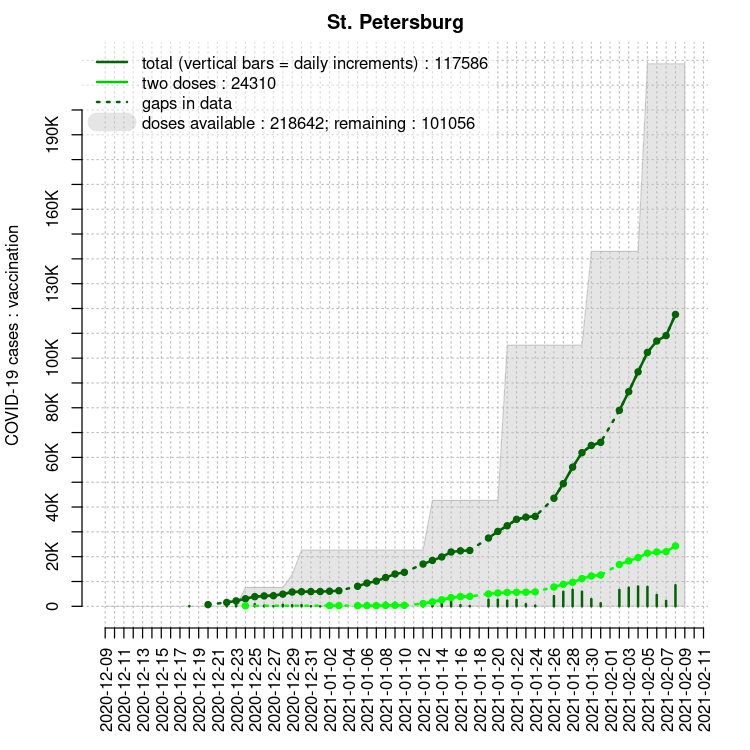 St. Petersburg
total (vertical bars = daily increments) : 117586
two doses : 24310
gaps in data
doses available : 218642; remaining : 101056
COVID-19 cases : vaccination
190K
160K
130K
100K
80K
60K
40K
20K
0
2020-12-09
2020-12-11
2020-12-13
2020-12-15
2020-12-17
2020-12-19
2020-12-21
2020-12-23
2020-12-25
2020-12-27
2020-12-29
2020-12-31
2021-01-02
2021-01-04
2021-01-06
2021-01-08
2021-01-10
2021-01-12
2021-01-14
2021-01-16
2021-01-18
2021-01-20
2021-01-22
2021-01-24
2021-01-26
2021-01-28
2021-01-30
2021-02-01
2021-02-03
2021-02-05
2021-02-07
2021-02-09
2021-02-11